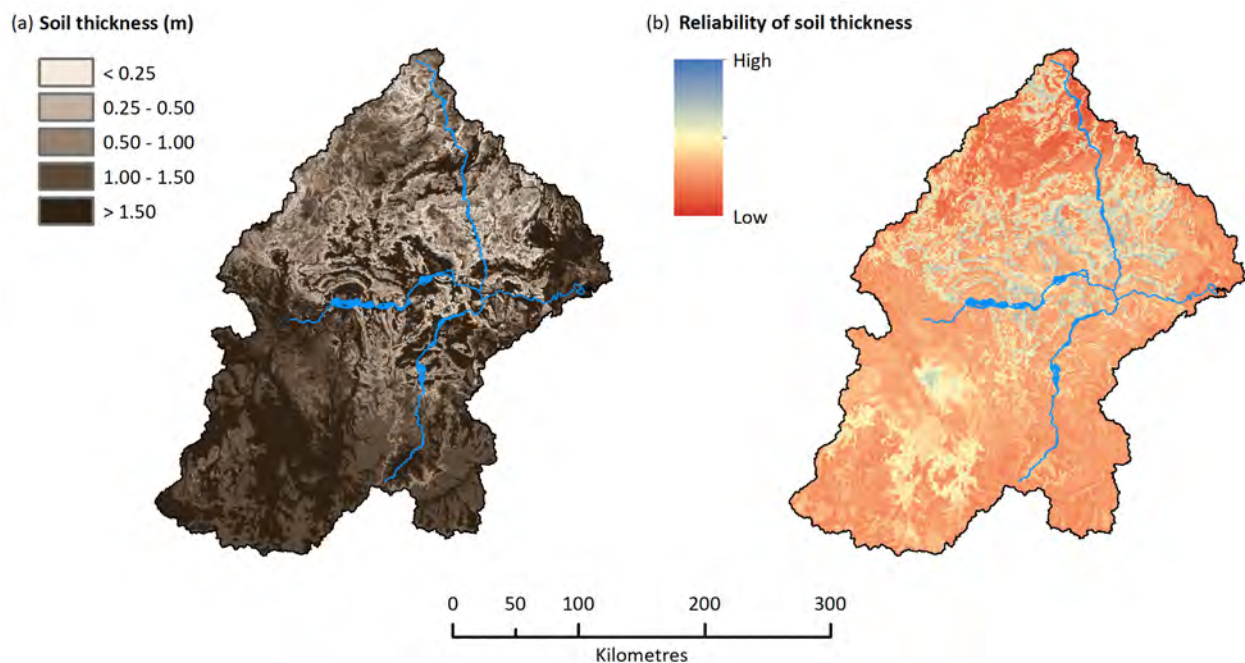 (a) Soil thickness (m)
< 0.25
0.25 - 0.50
0.50 - 1.00
1.00 - 1.50
> 1.50
(b) Reliability of soil thickness
High
Low
0 50 100 200 300
Kilometres